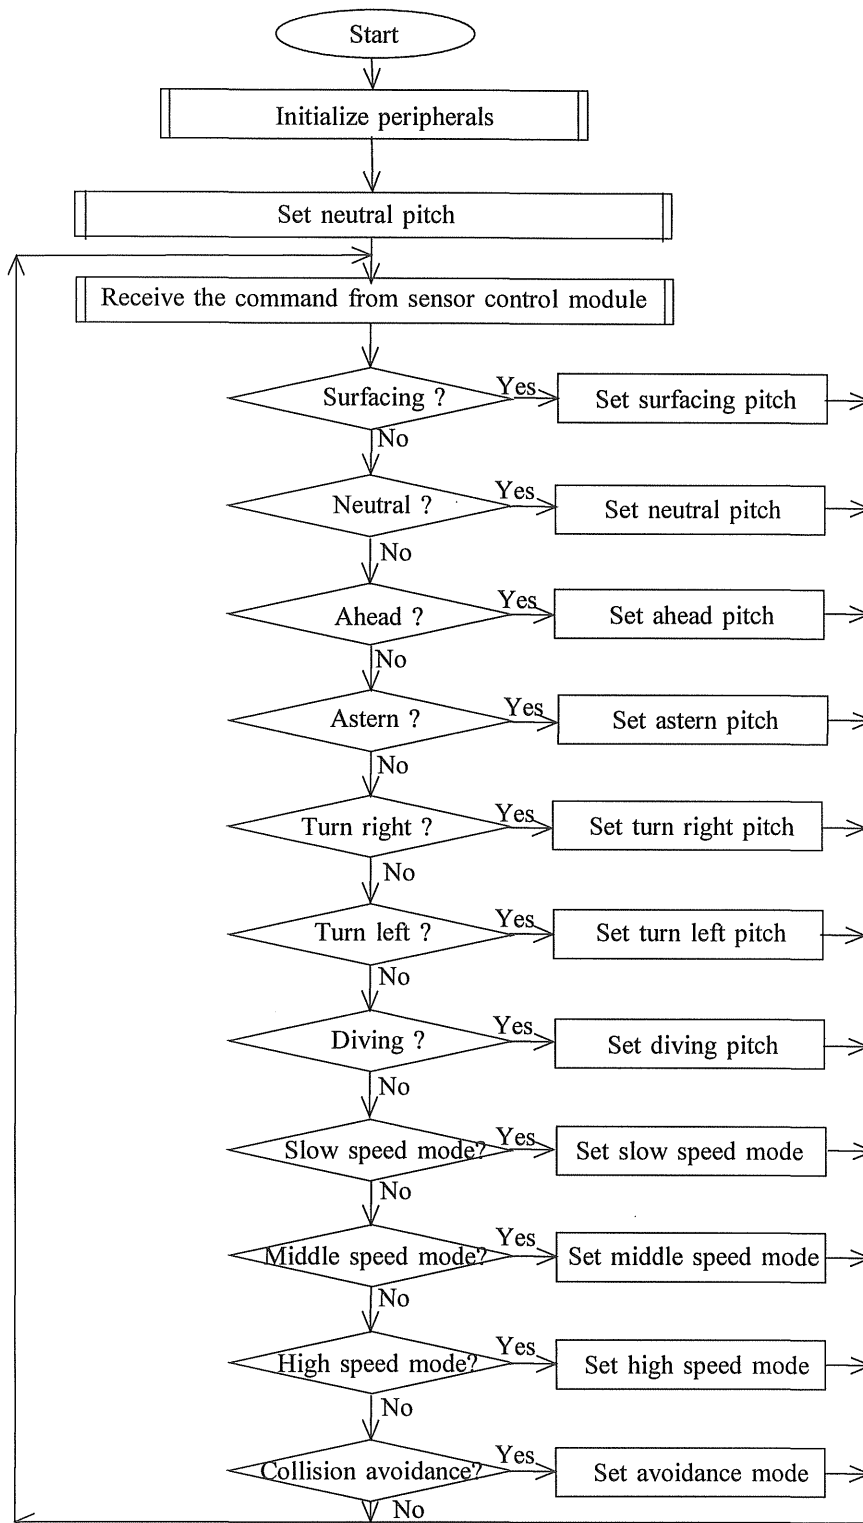 Start
Initialize peripherals
Set neutral pitch
Receive the command from sensor control module
Surfacing ?
Yes
Set surfacing pitch
No
Neutral ?
Yes
Set neutral pitch
No
Ahead ?
Yes
Set ahead pitch
No
Astern ?
Yes
Set astern pitch
No
Turn right ?
Yes
Set turn right pitch
No
Turn left ?
Yes
Set turn left pitch
No
Diving ?
Yes
Set diving pitch
No
Slow speed mode?
Yes
Set slow speed mode
No
Middle speed mode?
Yes
Set middle speed mode
No
High speed mode?
Yes
Set high speed mode
No
Collision avoidance?
Yes
Set avoidance mode
No